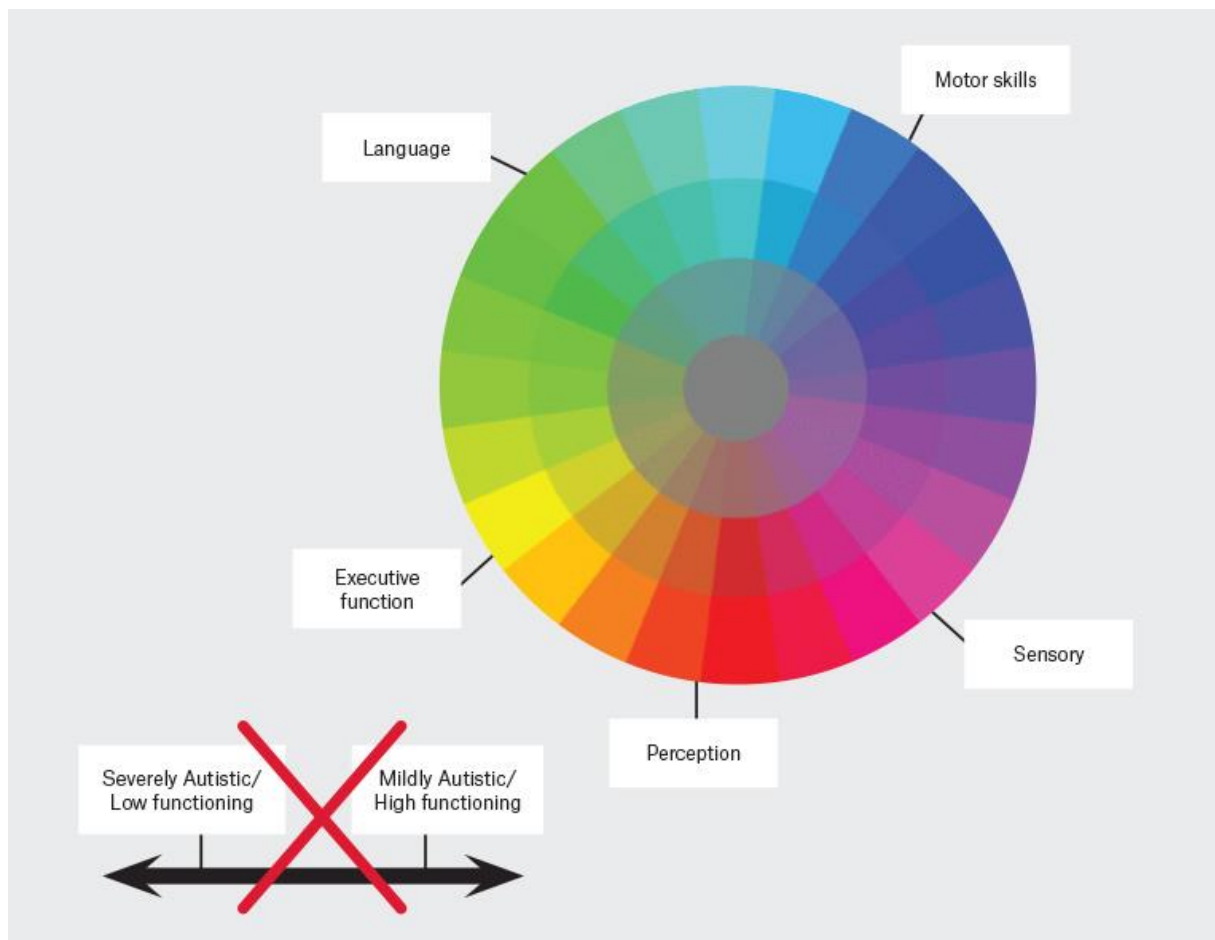 Motor skills
Language
Executive
function
Sensory
Perception
Severely Autistic/
Low functioning
Mildly Autistic/
High functioning